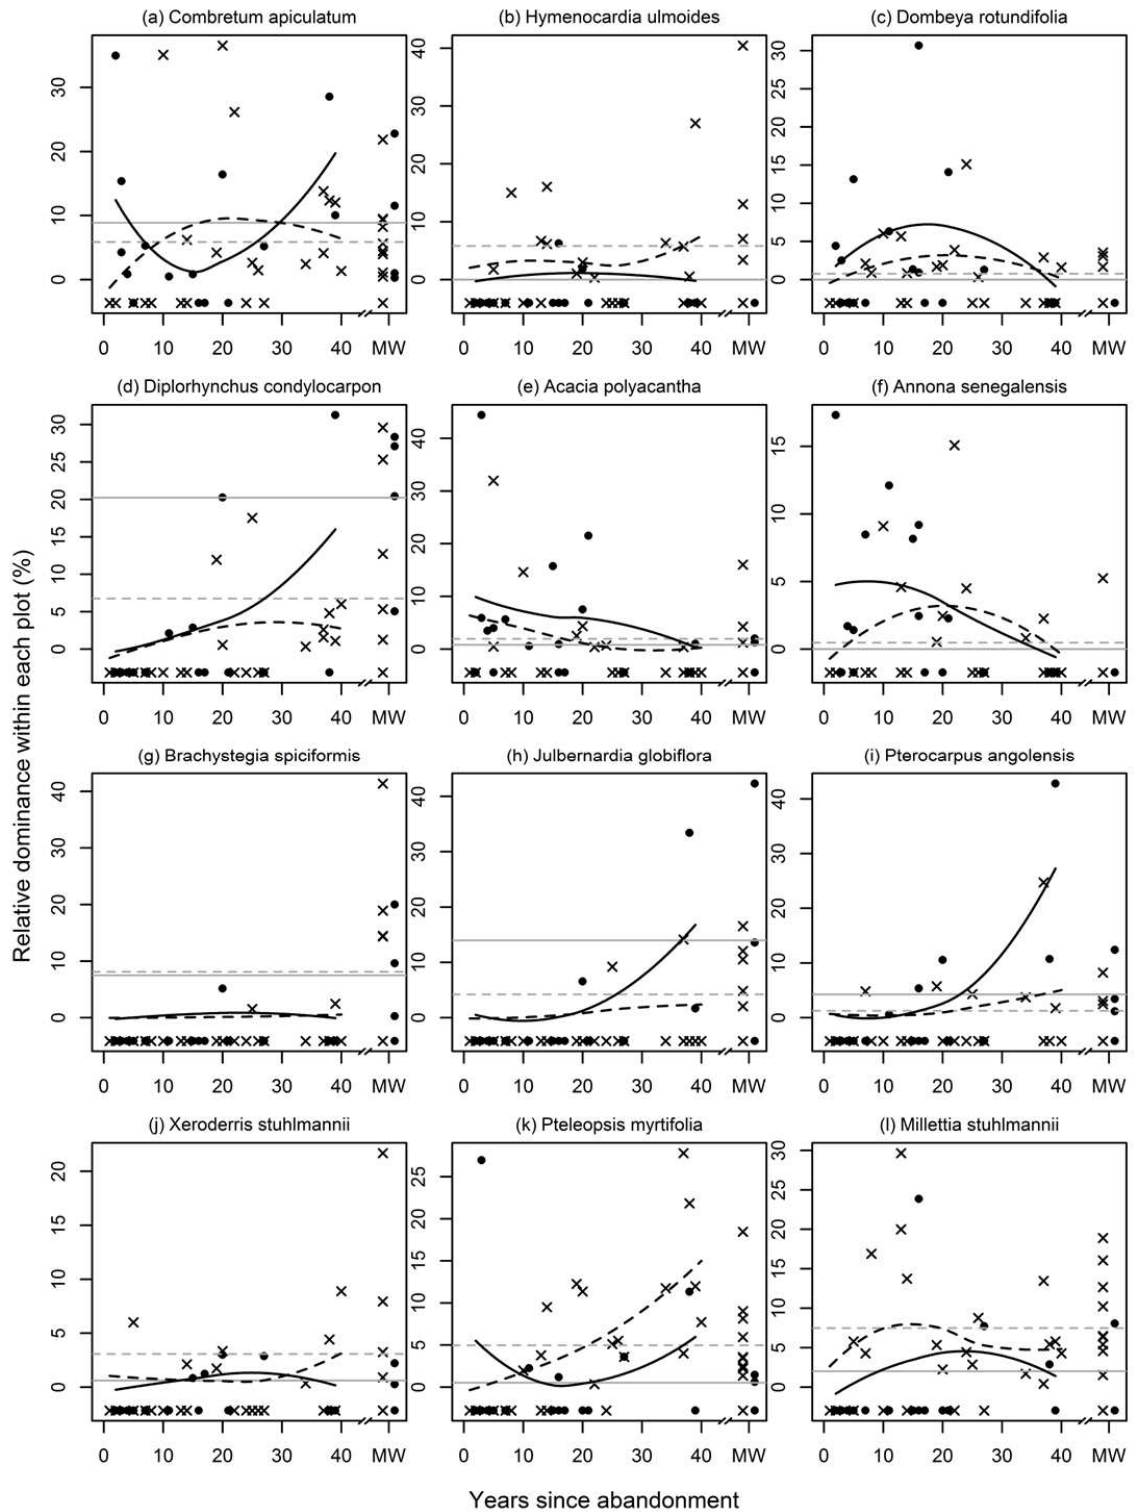 Relative dominance within each plot (%)
(a) Combretum apiculatum
30
20
10
0
0 10 20 30 40 MW
(b) Hymenocardia ulmoides
40
30
20
10
0
0 10 20 30 40 MW
(c) Dombeya rotundifolia
30
25
20
15
10
5
0
0 10 20 30 40 MW
(d) Diplorhynchus condylocarpon
30
25
20
15
10
5
0
0 10 20 30 40 MW
(e) Acacia polyacantha
40
30
20
10
0
0 10 20 30 40 MW
(f) Annona senegalensis
15
10
5
0
0 10 20 30 40 MW
(g) Brachystegia spiciformis
40
30
20
10
0
0 10 20 30 40 MW
(h) Julbernardia globiflora
40
30
20
10
0
0 10 20 30 40 MW
(i) Pterocarpus angolensis
40
30
20
10
0
0 10 20 30 40 MW
(j) Xeroderris stuhlmannii
20
15
10
5
0
0 10 20 30 40 MW
(k) Pteleopsis myrtifolia
25
20
15
10
5
0
0 10 20 30 40 MW
(l) Millettia stuhlmannii
30
25
20
15
10
5
0
0 10 20 30 40 MW
Years since abandonment